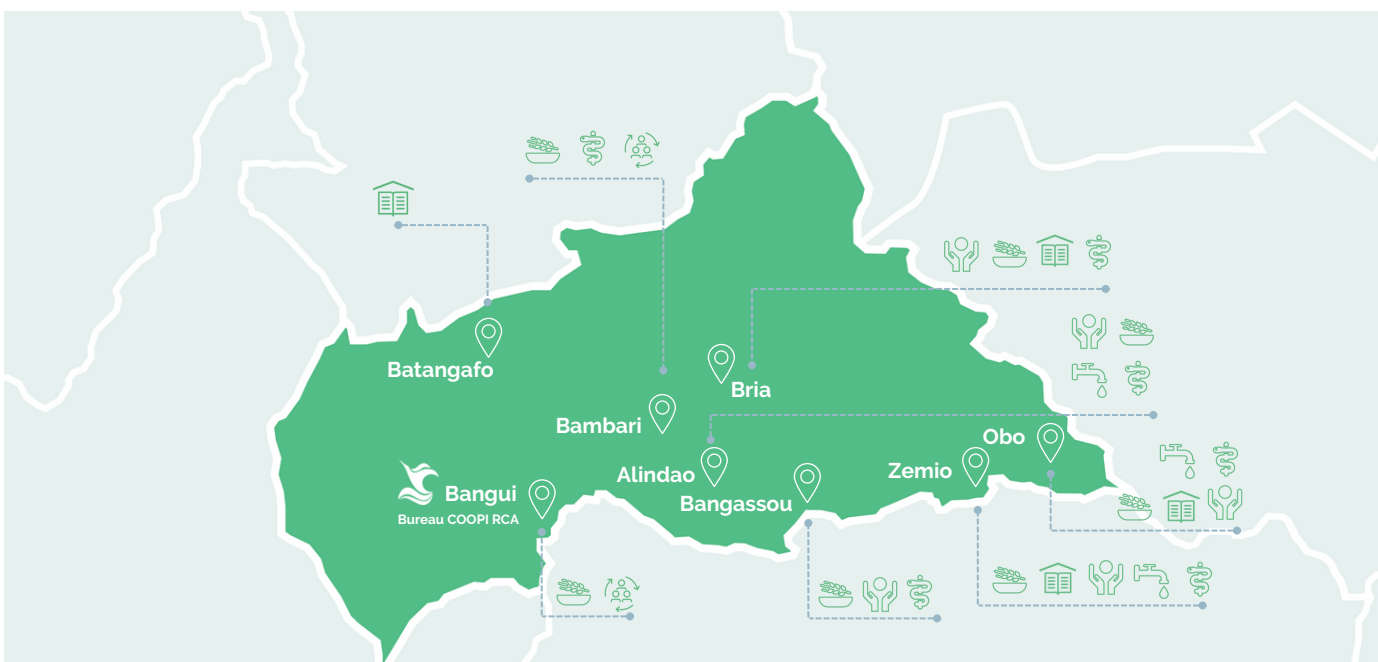 Batangafo
Bria
Bambari
Obo
Alindao
Zemio
Bangassou
Bangui
Bureau COOPI RCA